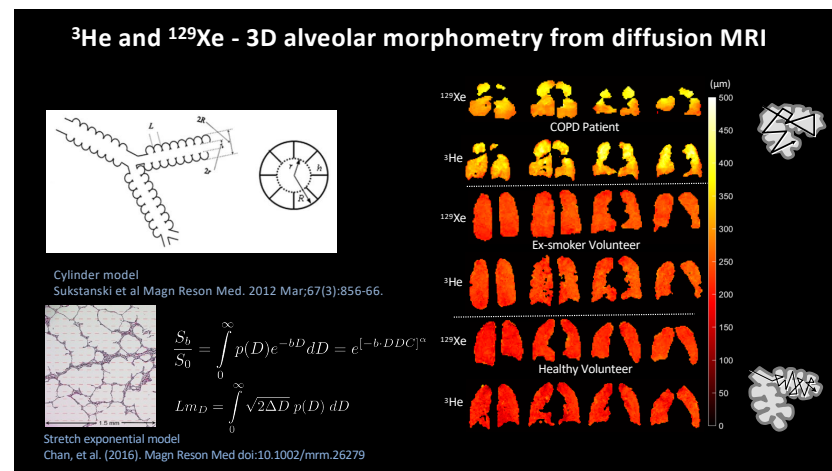 ³He and ¹²⁹Xe - 3D alveolar morphometry from diffusion MRI
L
2R
2r
r
h
R
Cylinder model
Sukstanski et al Magn Reson Med. 2012 Mar;67(3):856-66.
1.5 mm
S_b/S_0 = ∫_0^∞ p(D)e^{-bD}dD = e^{[-b·DDC]^α}
Lm_D = ∫_0^∞ √(2ΔD) p(D) dD
Stretch exponential model
Chan, et al. (2016). Magn Reson Med doi:10.1002/mrm.26279
¹²⁹Xe
COPD Patient
³He
¹²⁹Xe
Ex-smoker Volunteer
³He
¹²⁹Xe
Healthy Volunteer
³He
(μm)
500
450
400
350
300
250
200
150
100
50
0